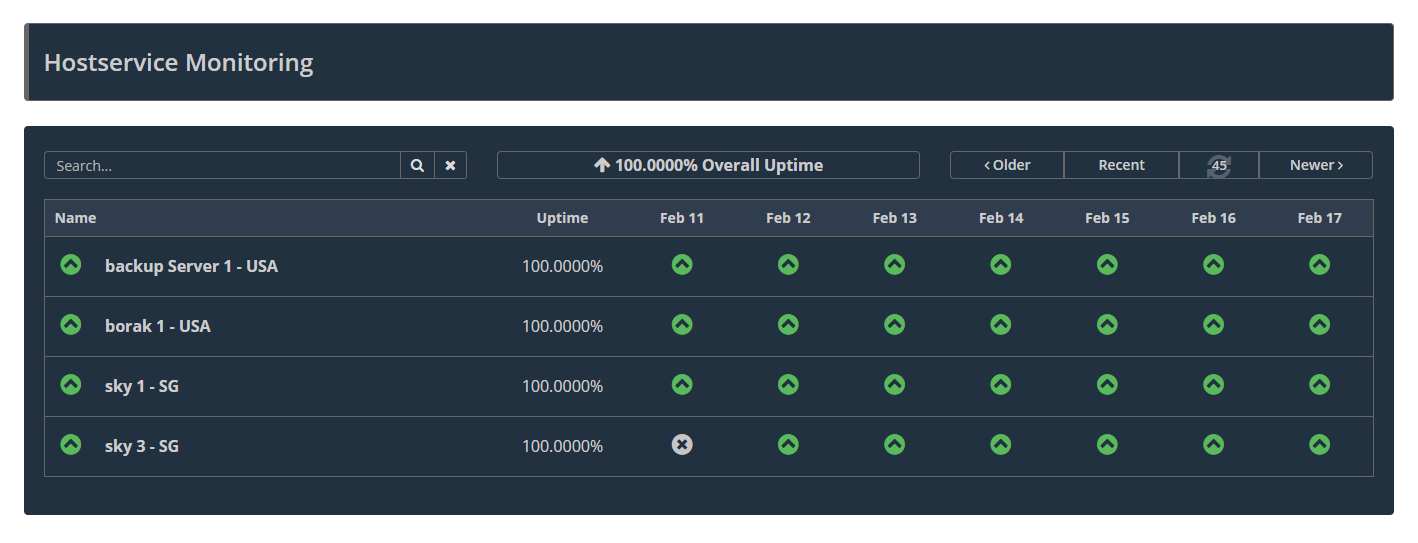 Hostservice Monitoring
Search... 100.0000% Overall Uptime Older Recent 45 Newer
Name Uptime Feb 11 Feb 12 Feb 13 Feb 14 Feb 15 Feb 16 Feb 17
backup Server 1 - USA 100.0000%
borak 1 - USA 100.0000%
sky 1 - SG 100.0000%
sky 3 - SG 100.0000%